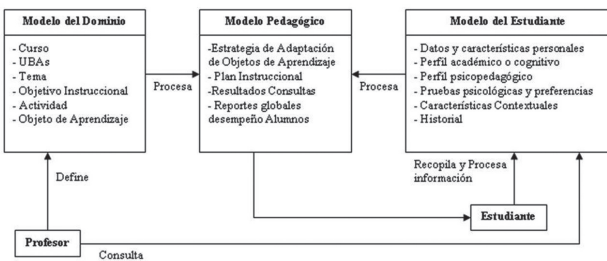 Modelo del Dominio
- Curso
- UBAs
- Tema
- Objetivo Instruccional
- Actividad
- Objeto de Aprendizaje
Procesa
Modelo Pedagógico
-Estrategia de Adaptación
de Objetos de Aprendizaje
- Plan Instruccional
-Resultados Consultas
- Reportes globales
desempeño Alumnos
Procesa
Modelo del Estudiante
- Datos y características personales
- Perfil académico o cognitivo
- Perfil psicopedagógico
- Pruebas psicológicas y preferencias
- Características Contextuales
- Historial
Define
Recopila y Procesa
información
Estudiante
Profesor
Consulta